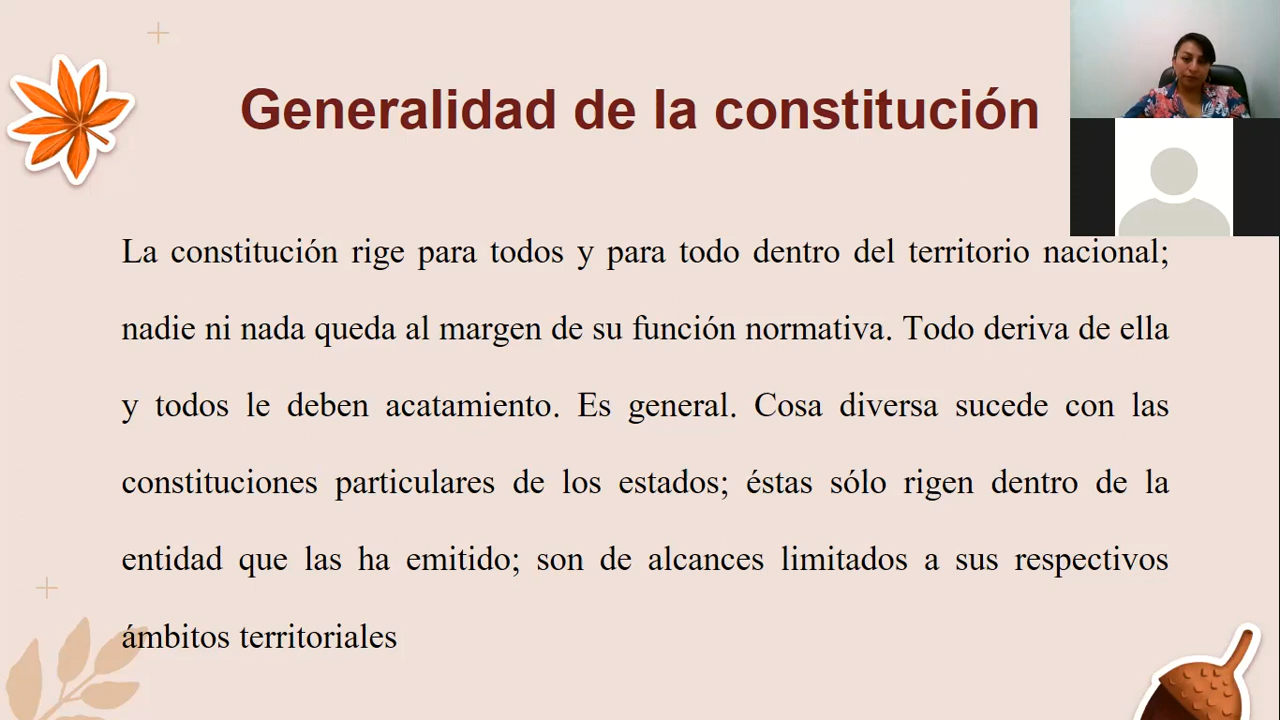 Generalidad de la constitución
La constitución rige para todos y para todo dentro del territorio nacional;
nadie ni nada queda al margen de su función normativa. Todo deriva de ella
y todos le deben acatamiento. Es general. Cosa diversa sucede con las
constituciones particulares de los estados; éstas sólo rigen dentro de la
entidad que las ha emitido; son de alcances limitados a sus respectivos
ámbitos territoriales